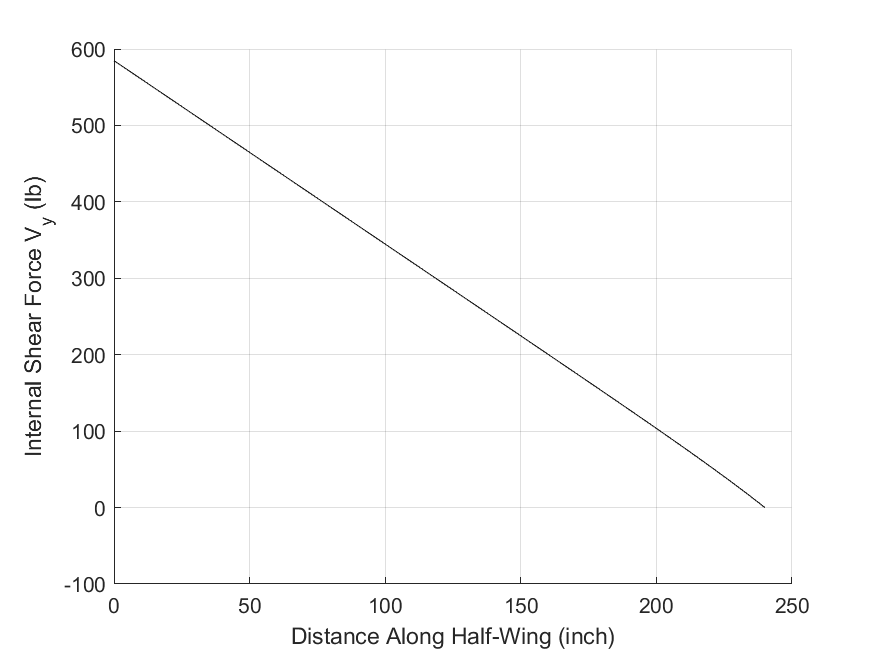 600
500
400
300
200
100
0
-100
0 50 100 150 200 250
Internal Shear Force Vy (lb)
Distance Along Half-Wing (inch)